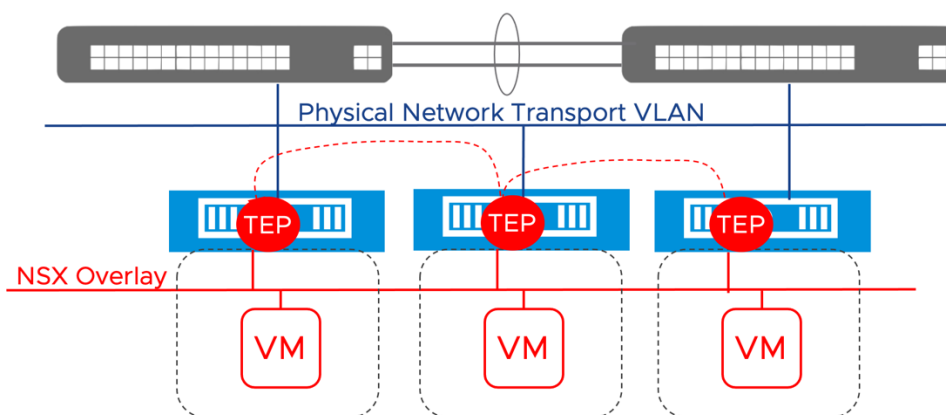 Physical Network Transport VLAN
TEP
TEP
TEP
NSX Overlay
VM
VM
VM